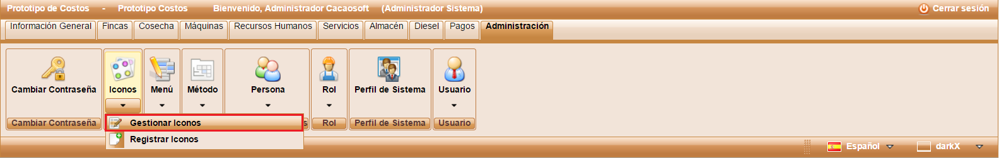 Prototipo de Costos - Prototipo Costos Bienvenido, Administrador Cacaosoft (Administrador Sistema) Cerrar sesión
Información General Fincas Cosecha Máquinas Recursos Humanos Servicios Almacén Diesel Pagos Administración
Cambiar Contraseña Iconos Menú Método Persona Rol Perfil de Sistema Usuario
Cambiar Contraseña s Rol Perfil de Sistema Usuario
Gestionar Iconos
Registrar Iconos
Español darkX